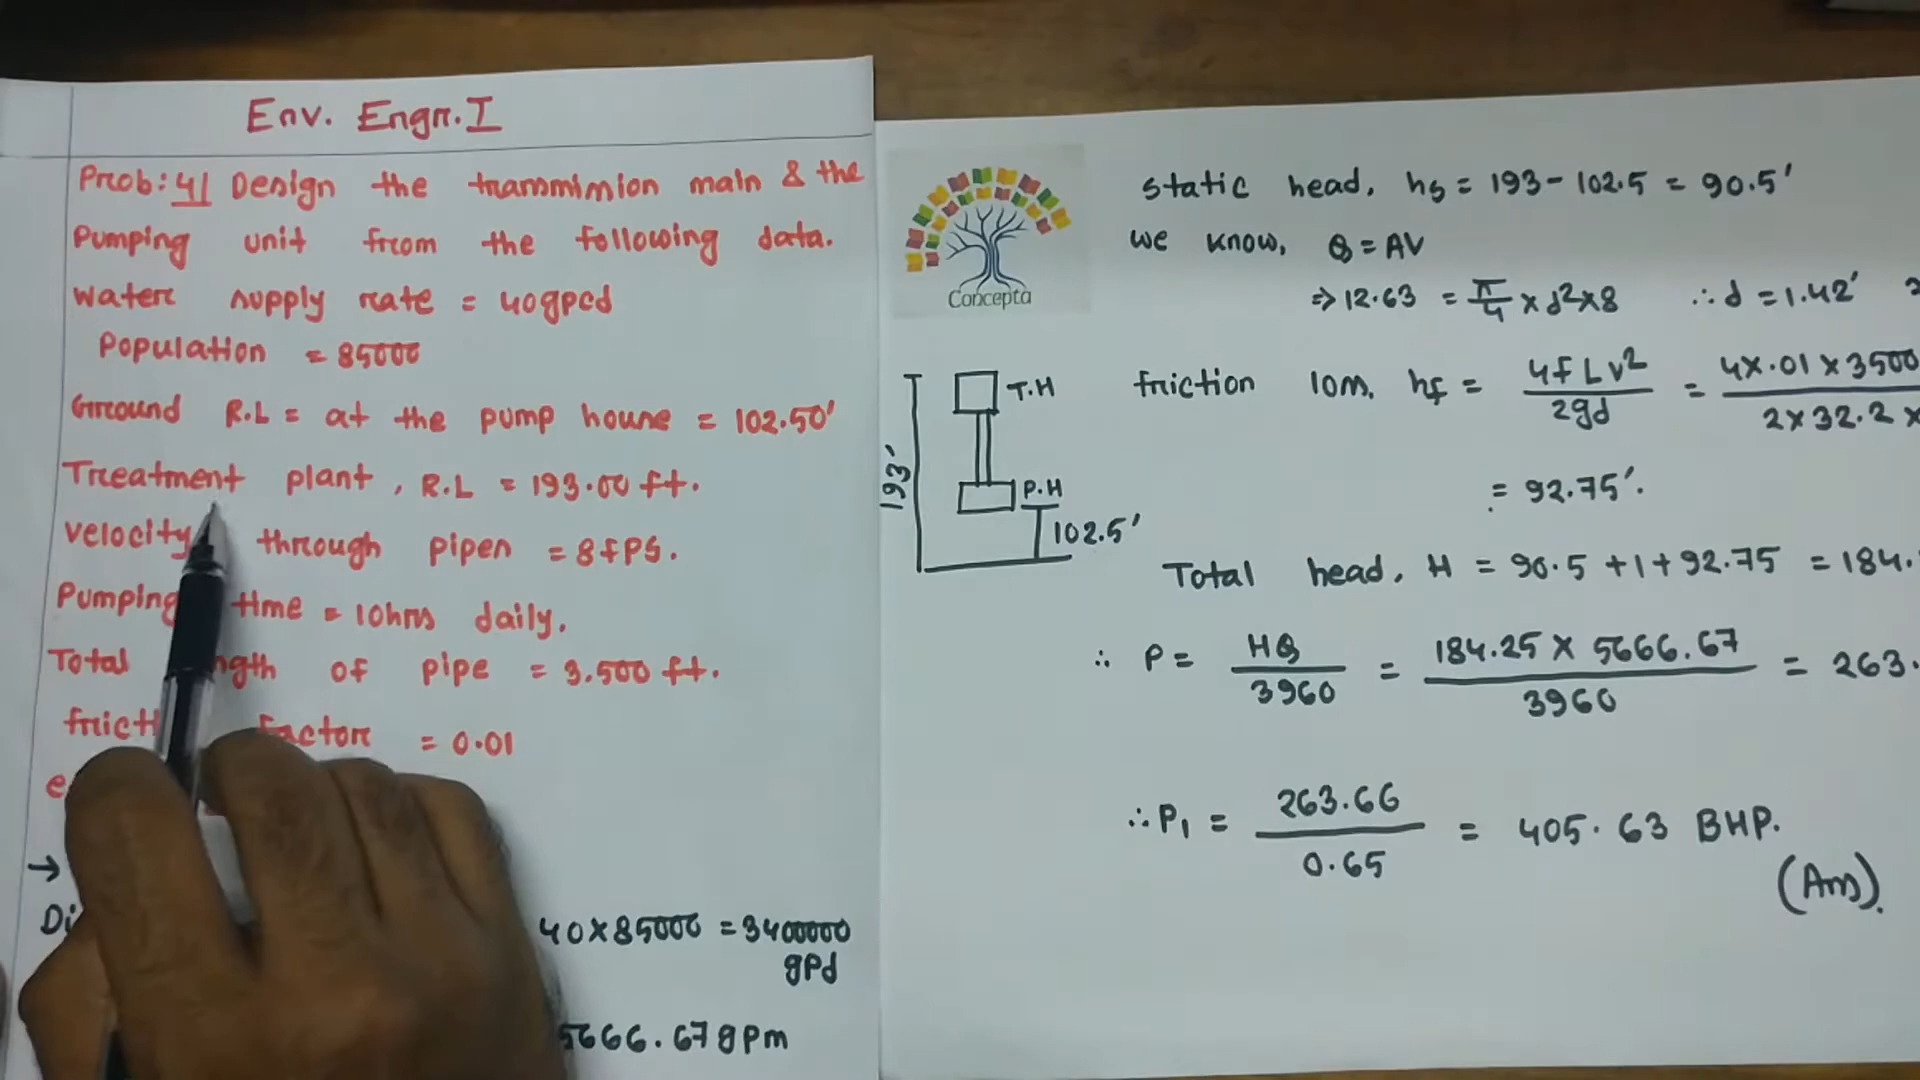 Env. Engr. I
Prob: 41 Design the transmission main & the
Pumping unit from the following data.
Water supply rate = 40gpcd
Population = 85000
Ground R.L = at the pump house = 102.50'
Treatment plant, R.L = 193.00 ft.
velocity through pipes = 8fPS.
Pumping time = 10hrs daily.
Total of pipe = 3.500 ft.
factor = 0.01
→
40×85000 = 3400000
gpd
5666.67gpm
Concepta
static head, hs = 193 - 102.5 = 90.5'
we know, Q = AV
⇒ 12.63 = π/4 × d² × 8 ∴ d = 1.42'
friction loss, hf = 4fLv²/2gd = 4×.01×3500/2×32.2×
= 92.75'.
Total head, H = 90.5 + 1 + 92.75 = 184.
∴ P = HQ/3960 = 184.25 × 5666.67/3960 = 263.
∴ P1 = 263.66/0.65 = 405.63 BHP.
(Ans).
T.H
193'
P.H
102.5'